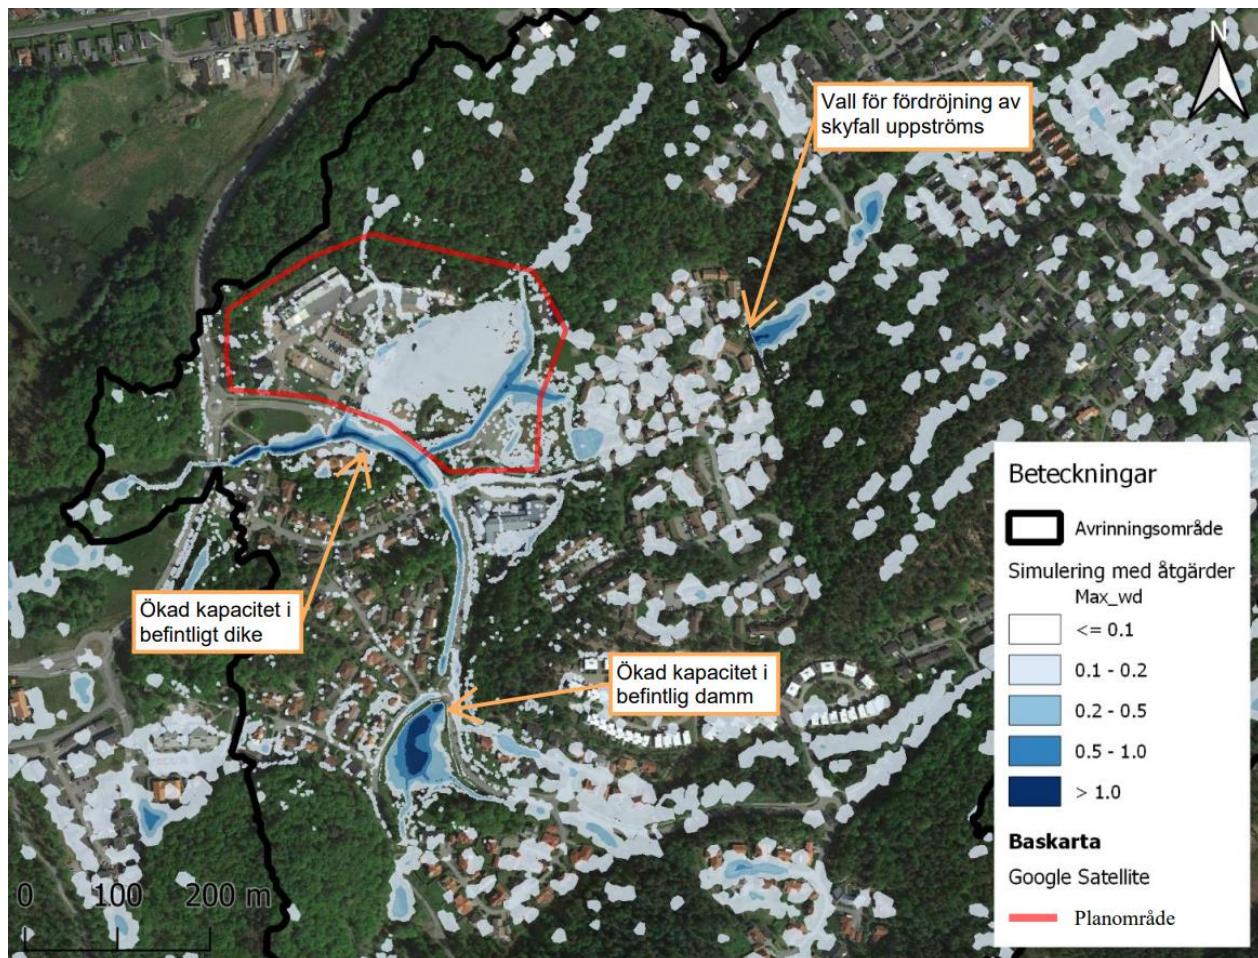 N
Vall för fördröjning av
skyfall uppströms
Ökad kapacitet i
befintligt dike
Ökad kapacitet i
befintlig damm
Beteckningar
Avrinningsområde
Simulering med åtgärder
Max_wd
<= 0.1
0.1 - 0.2
0.2 - 0.5
0.5 - 1.0
> 1.0
Baskarta
Google Satellite
Planområde
0 100 200 m